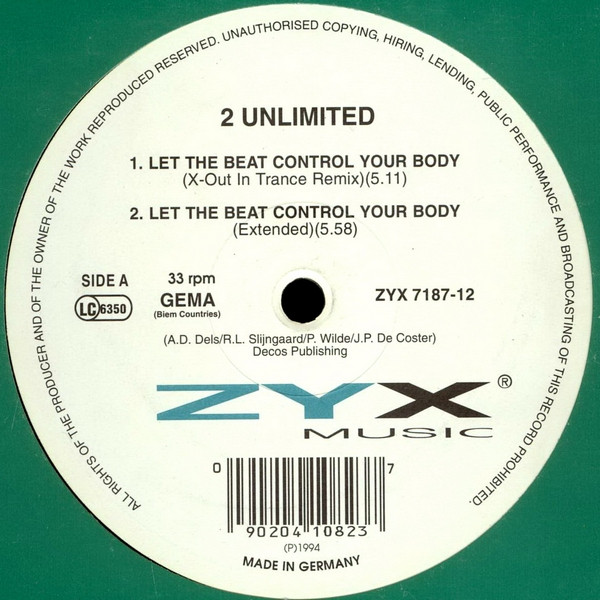 ALL RIGHTS OF THE PRODUCER AND OF THE OWNER OF THE WORK REPRODUCED RESERVED. UNAUTHORISED COPYING, HIRING, LENDING, PUBLIC PERFORMANCE AND BROADCASTING OF THIS RECORD PROHIBITED.
2 UNLIMITED
1. LET THE BEAT CONTROL YOUR BODY
(X-Out In Trance Remix)(5.11)
2. LET THE BEAT CONTROL YOUR BODY
(Extended)(5.58)
SIDE A 33 rpm
LC 6350 GEMA ZYX 7187-12
(Biem Countries)
(A.D. Dels/R.L. Slijngaard/P. Wilde/J.P. De Coster)
Decos Publishing
ZYX ®
MUSIC
0 90204 10823 7
(P)1994
MADE IN GERMANY